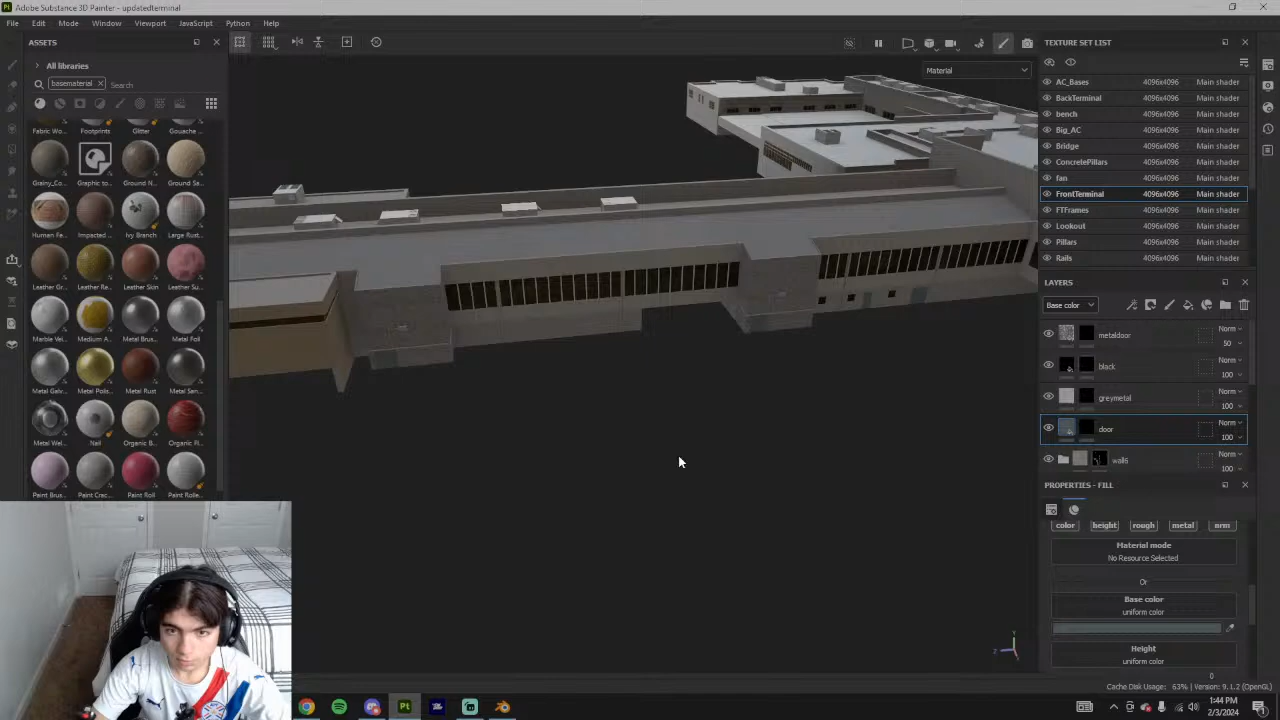 Adobe Substance 3D Painter - updatedterminal
File Edit Mode Window Viewport JavaScript Python Help
ASSETS
All libraries
basematerial Search
Fabric Wo... Footprints Glitter Gouache ...
Grainy_Co... Graphic to... Ground N... Ground Sa...
Human Fe... Impacted... Ivy Branch Large Rust...
Leather Gr... Leather Re... Leather Skin Leather Su...
Marble Vei... Medium A... Metal Brus... Metal Foil
Metal Galv... Metal Polis... Metal Rust Metal San...
Metal Wel... Nail Organic B... Organic Fl...
Paint Brus... Paint Crac... Paint Roll Paint Rolle...
Material
TEXTURE SET LIST
AC_Bases 4096x4096 Main shader
BackTerminal 4096x4096 Main shader
bench 4096x4096 Main shader
Big_AC 4096x4096 Main shader
Bridge 4096x4096 Main shader
ConcretePillars 4096x4096 Main shader
fan 4096x4096 Main shader
FrontTerminal 4096x4096 Main shader
FTFrames 4096x4096 Main shader
Lookout 4096x4096 Main shader
Pillars 4096x4096 Main shader
Rails 4096x4096 Main shader
LAYERS
Base color
metaldoor Norm 50
black Norm 100
greymetal Norm 100
door Norm 100
wall6 Norm 100
PROPERTIES - FILL
color height rough metal nrm
Material mode
No Resource Selected
Or
Base color
uniform color
Height
uniform color
0
Cache Disk Usage: 63% | Version: 9.1.2 (OpenGL)
Pt
1:44 PM
2/3/2024